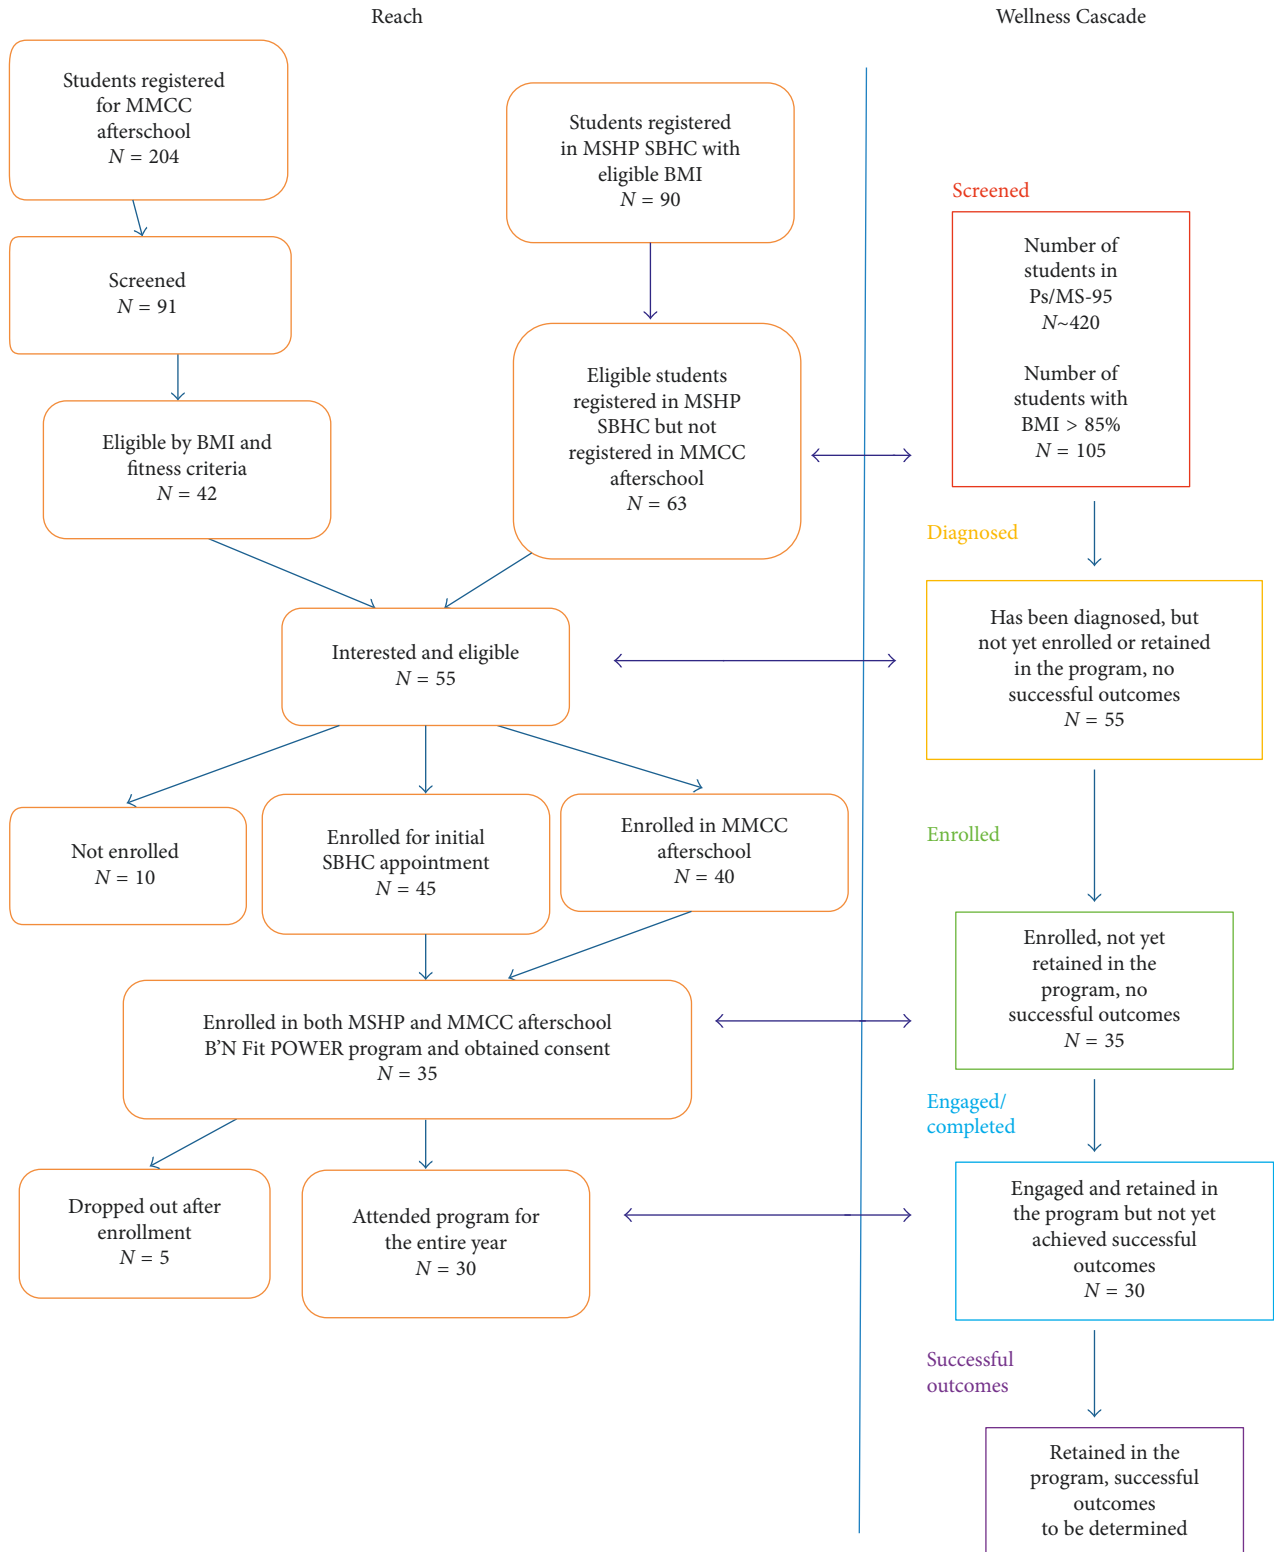 Reach
Wellness Cascade
Students registered
for MMCC
afterschool
N = 204
Students registered
in MSHP SBHC with
eligible BMI
N = 90
Screened
N = 91
Eligible by BMI and
fitness criteria
N = 42
Eligible students
registered in MSHP
SBHC but not
registered in MMCC
afterschool
N = 63
Interested and eligible
N = 55
Not enrolled
N = 10
Enrolled for initial
SBHC appointment
N = 45
Enrolled in MMCC
afterschool
N = 40
Enrolled in both MSHP and MMCC afterschool
B’N Fit POWER program and obtained consent
N = 35
Dropped out after
enrollment
N = 5
Attended program for
the entire year
N = 30
Screened
Number of
students in
Ps/MS-95
N~420
Number of
students with
BMI > 85%
N = 105
Diagnosed
Has been diagnosed, but
not yet enrolled or retained
in the program, no
successful outcomes
N = 55
Enrolled
Enrolled, not yet
retained in the
program, no
successful outcomes
N = 35
Engaged/
completed
Engaged and retained in
the program but not yet
achieved successful
outcomes
N = 30
Successful
outcomes
Retained in the
program, successful
outcomes
to be determined